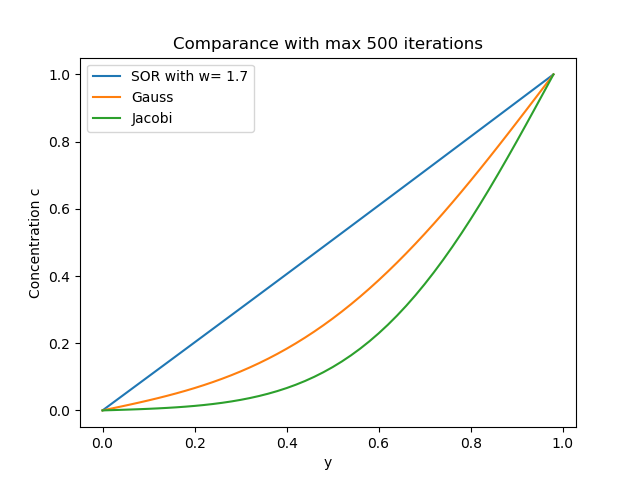 Comparance with max 500 iterations
SOR with w= 1.7
Gauss
Jacobi
Concentration c
1.0
0.8
0.6
0.4
0.2
0.0
0.0 0.2 0.4 0.6 0.8 1.0
y